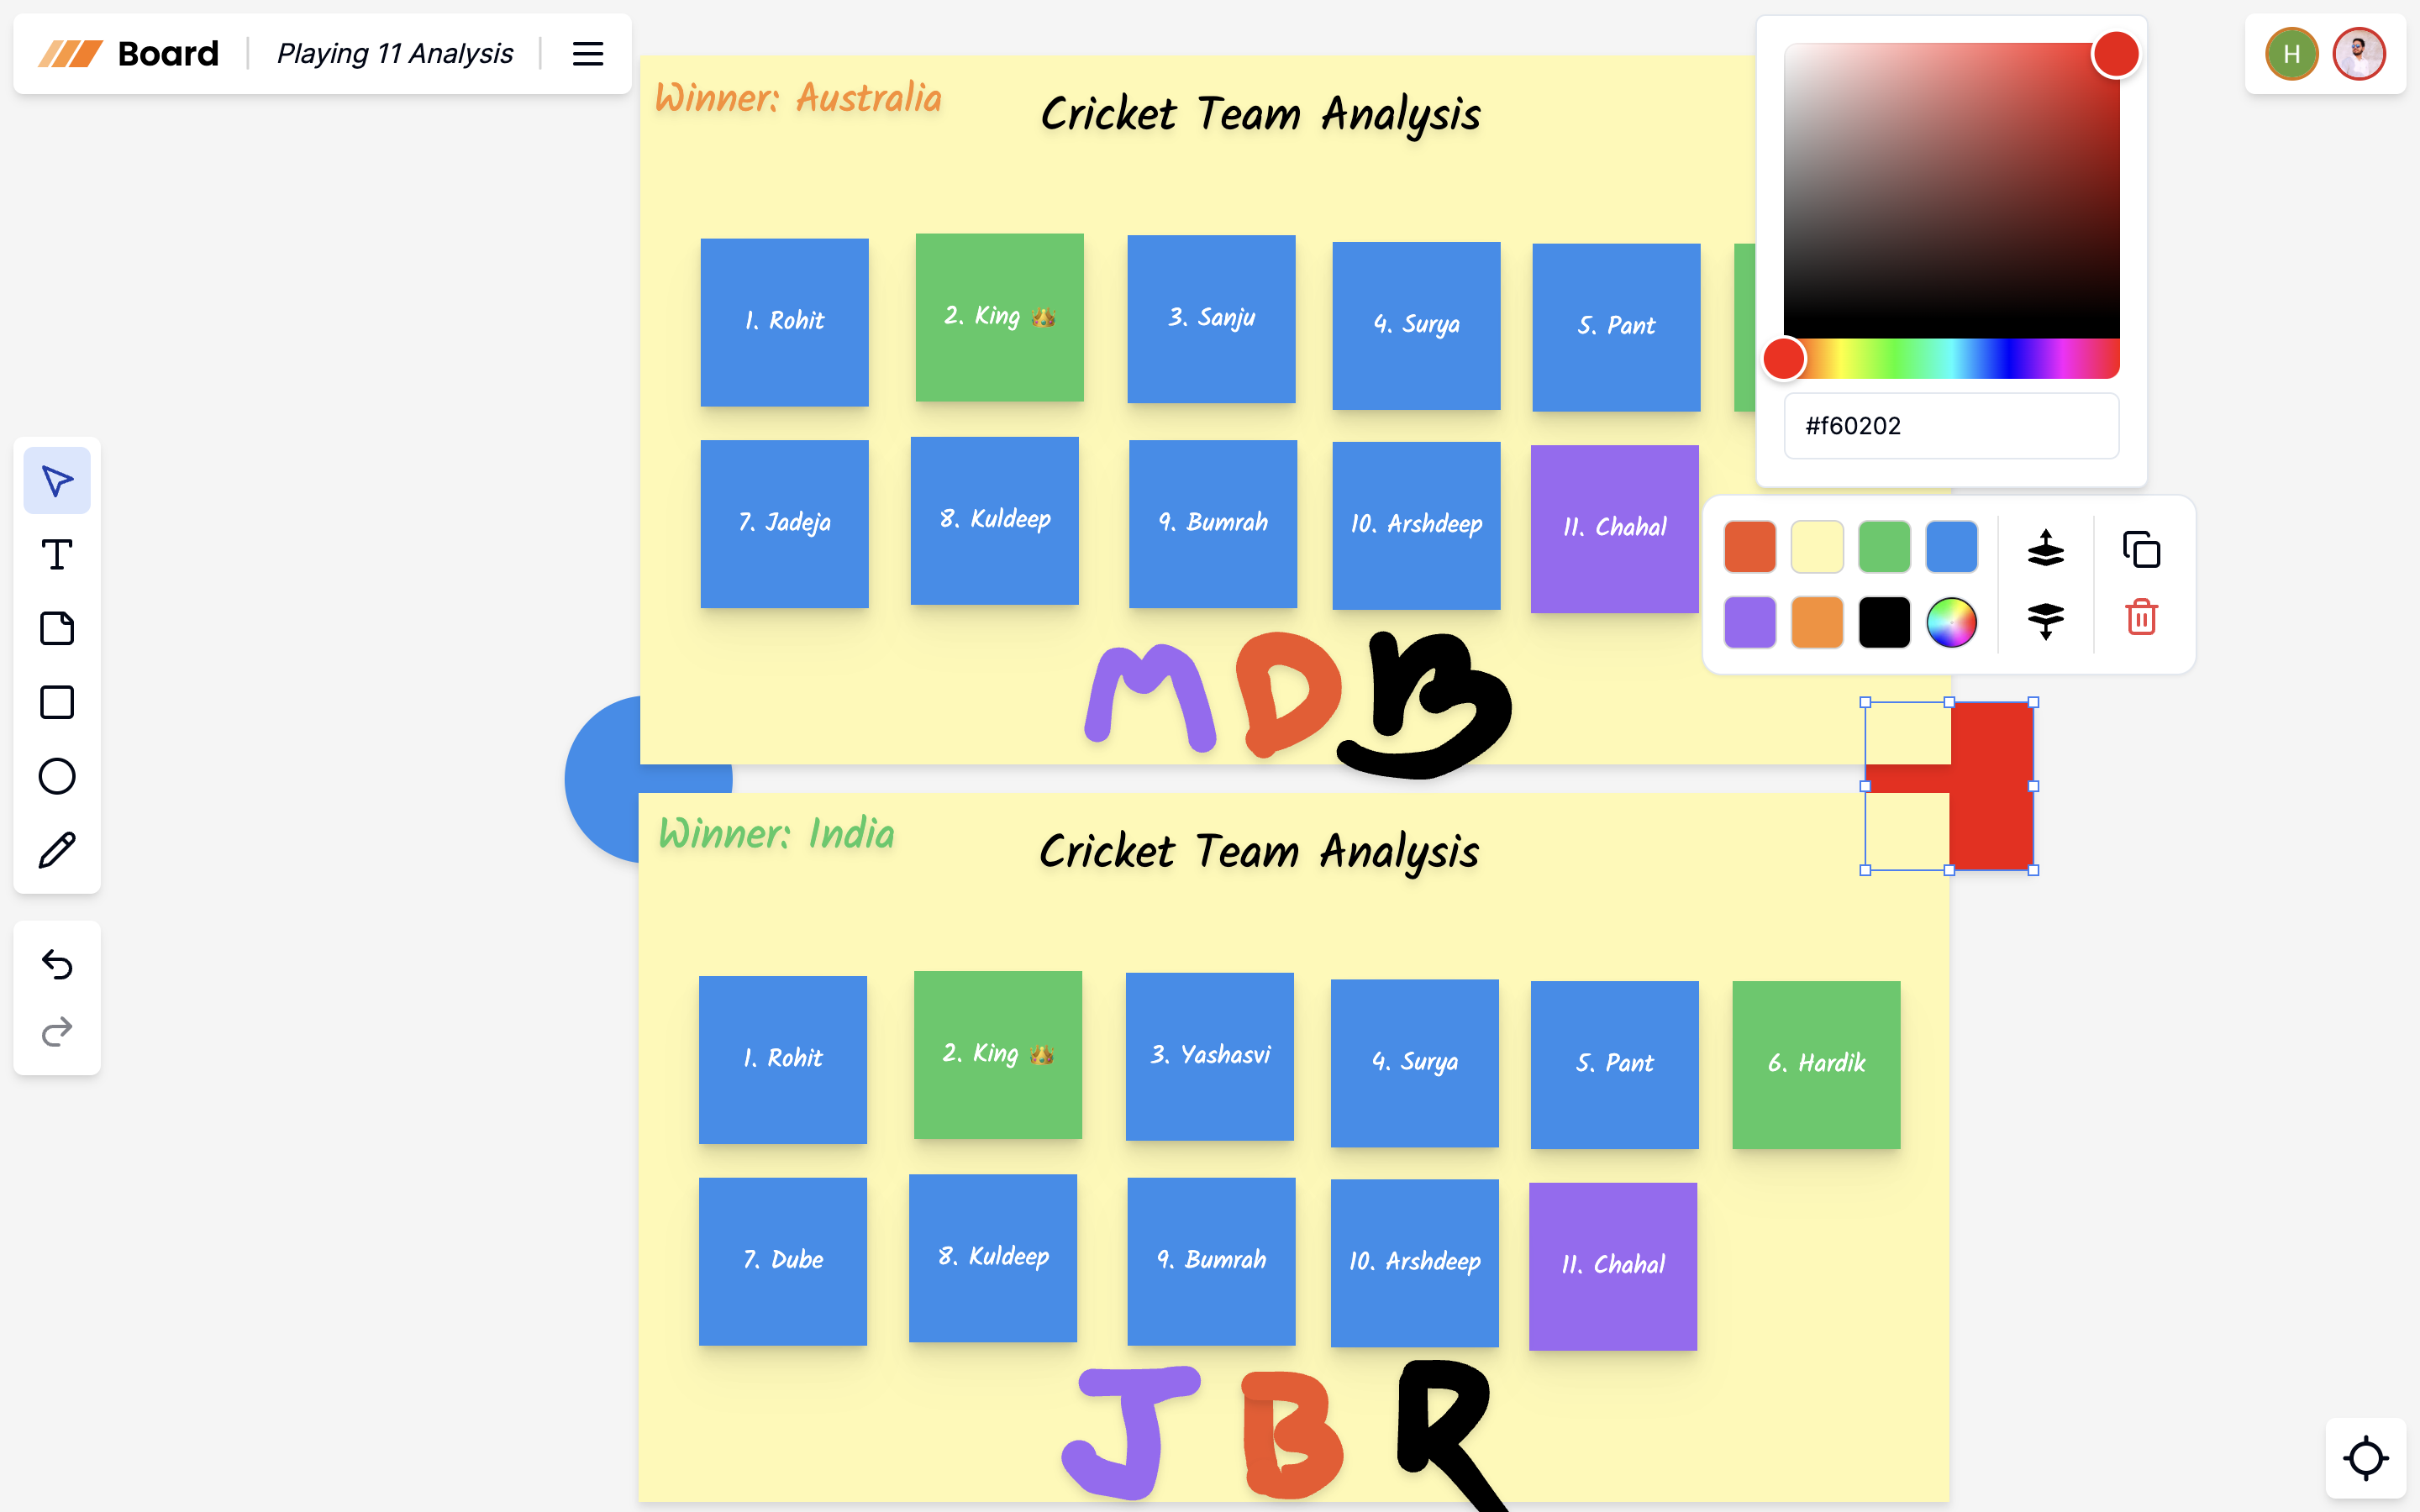 Board
Playing 11 Analysis
H
Winner: Australia
Cricket Team Analysis
1. Rohit
2. King 👑
3. Sanju
4. Surya
5. Pant
#f60202
7. Jadeja
8. Kuldeep
9. Bumrah
10. Arshdeep
11. Chahal
M D B
Winner: India
Cricket Team Analysis
1. Rohit
2. King 👑
3. Yashasvi
4. Surya
5. Pant
6. Hardik
7. Dube
8. Kuldeep
9. Bumrah
10. Arshdeep
11. Chahal
J B R